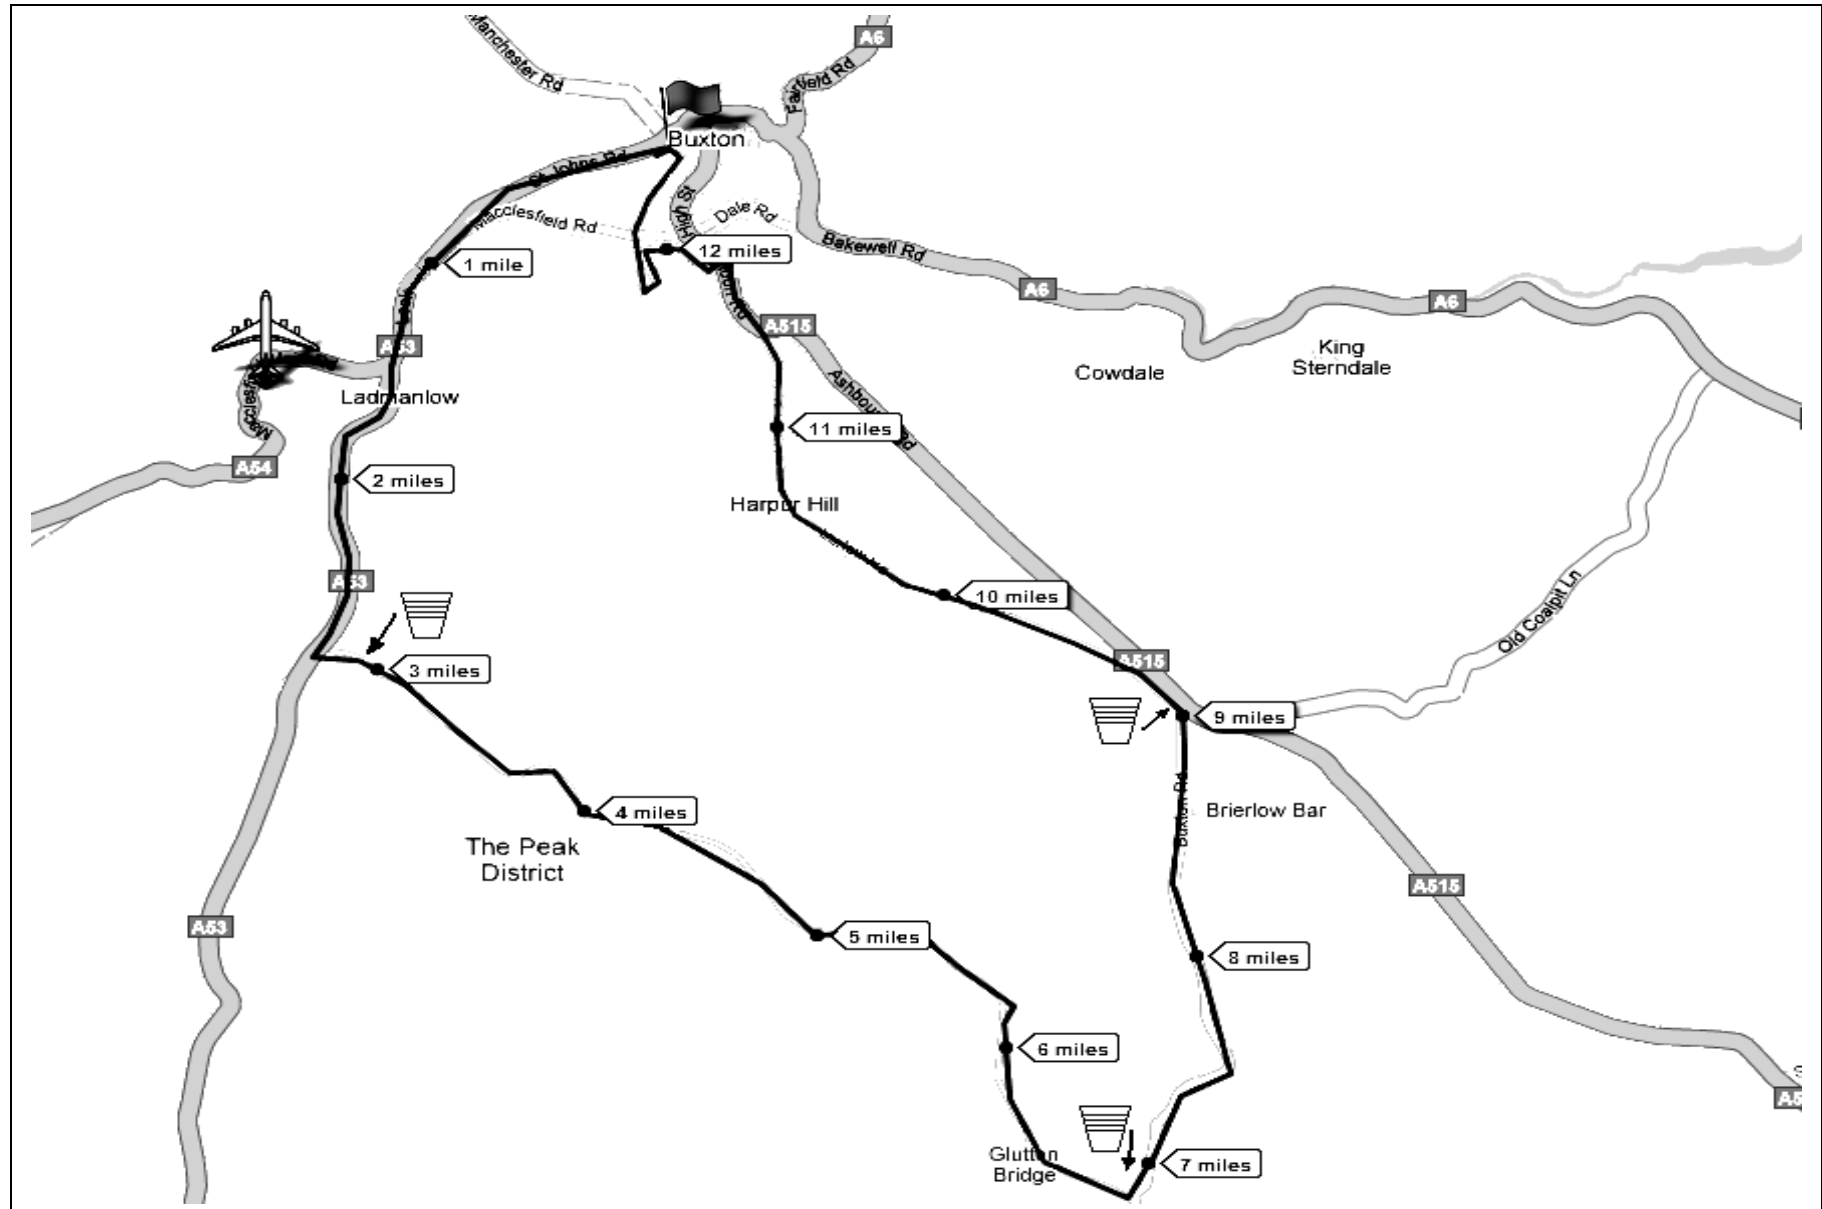 Manchester Rd
A6
Fairfield Rd
Buxton
St Johns Rd
Macclesfield Rd
High St
Dale Rd
12 miles
1 mile
Bakewell Rd
A6
A6
A515
A53
King
Sterndale
Cowdale
Ladmanlow
11 miles
A54
2 miles
Harpur Hill
A53
10 miles
Old Coalpit Ln
3 miles
A515
9 miles
4 miles
Buxton Rd
Brierlow Bar
The Peak
District
A515
A53
5 miles
8 miles
6 miles
Glutton
Bridge
7 miles